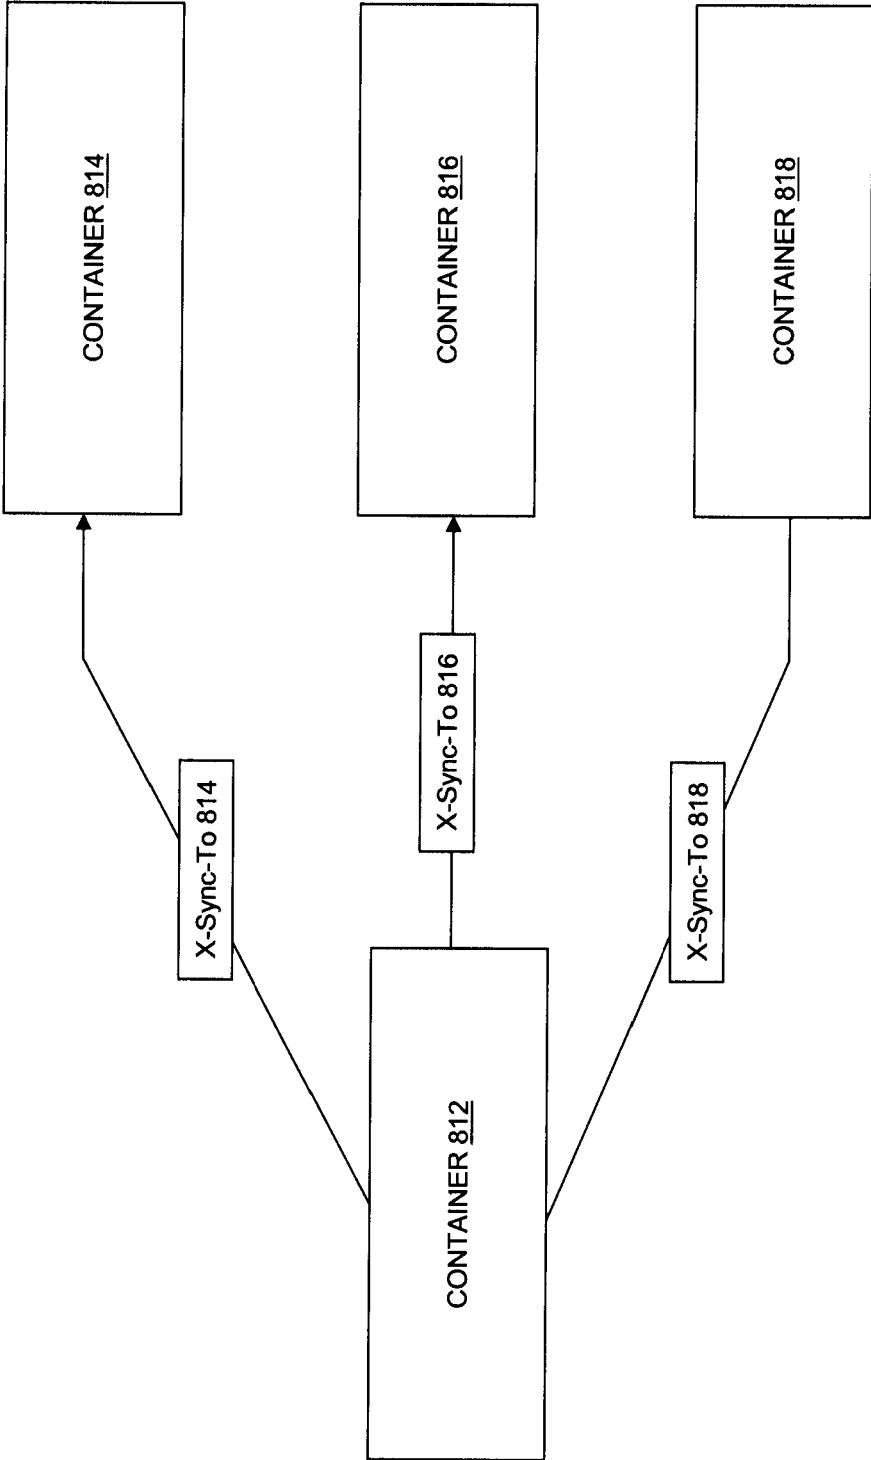 CONTAINER 814
CONTAINER 816
CONTAINER 818
X-Sync-To 814
X-Sync-To 816
X-Sync-To 818
CONTAINER 812